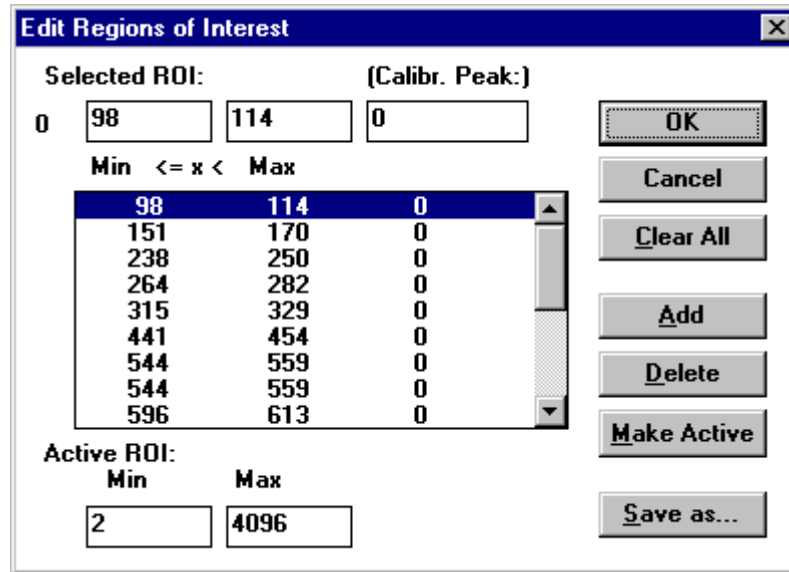 Edit Regions of Interest
Selected ROI: (Calibr. Peak:)
0 98 114 0
Min <= x < Max
98 114 0
151 170 0
238 250 0
264 282 0
315 329 0
441 454 0
544 559 0
544 559 0
596 613 0
Active ROI:
Min Max
2 4096
OK
Cancel
Clear All
Add
Delete
Make Active
Save as...